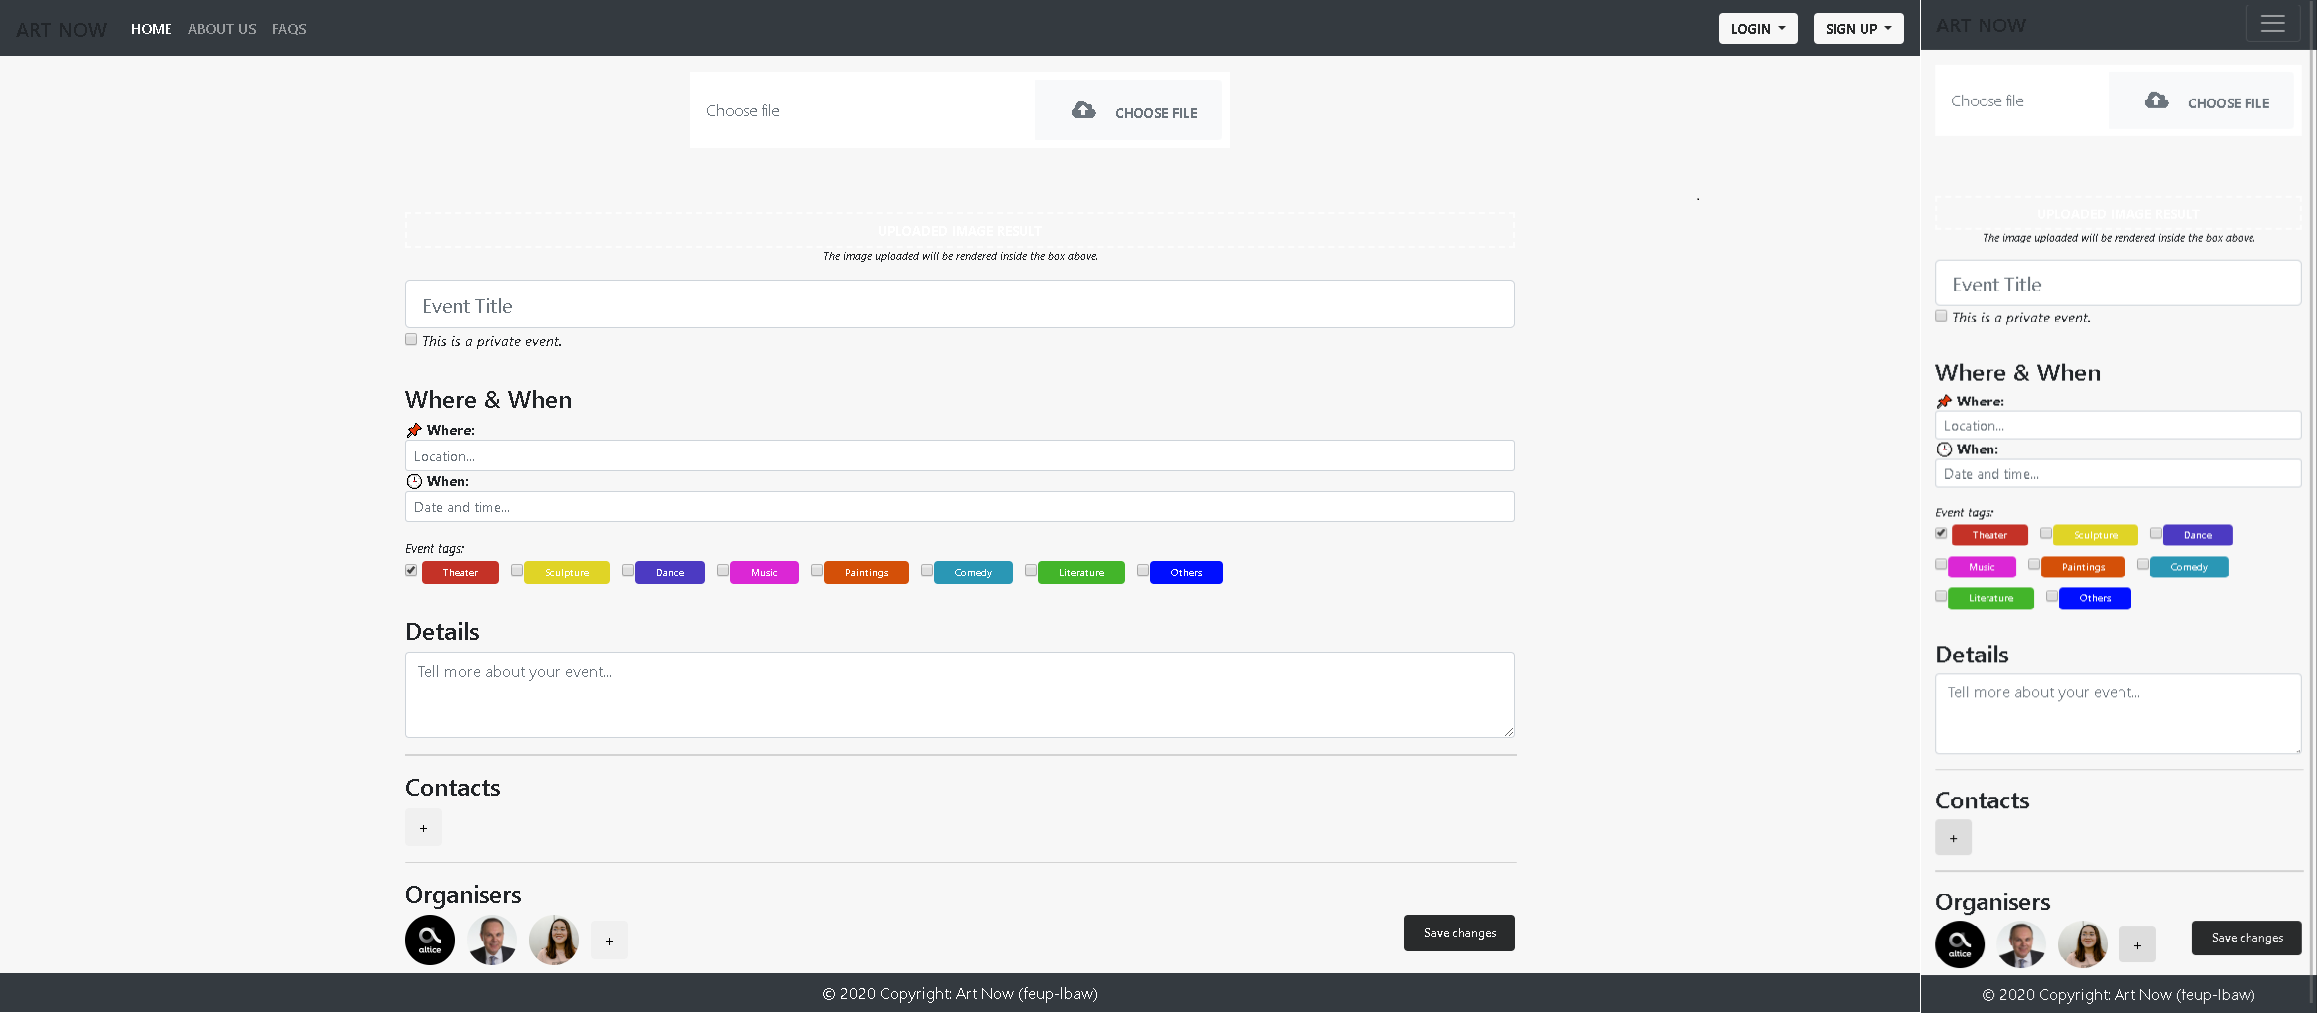 ART NOW HOME ABOUT US FAQS LOGIN SIGN UP
Choose file CHOOSE FILE
UPLOADED IMAGE RESULT
The image uploaded will be rendered inside the box above.
Event Title
This is a private event.
Where & When
Where:
Location...
When:
Date and time...
Event tags:
Theater Sculpture Dance Music Paintings Comedy Literature Others
Details
Tell more about your event...
Contacts
+
Organisers
altice + Save changes
© 2020 Copyright: Art Now (feup-lbaw)
ART NOW
Choose file CHOOSE FILE
UPLOADED IMAGE RESULT
The image uploaded will be rendered inside the box above.
Event Title
This is a private event.
Where & When
Where:
Location...
When:
Date and time...
Event tags:
Theater Sculpture Dance
Music Paintings Comedy
Literature Others
Details
Tell more about your event...
Contacts
+
Organisers
altice + Save changes
© 2020 Copyright: Art Now (feup-lbaw)